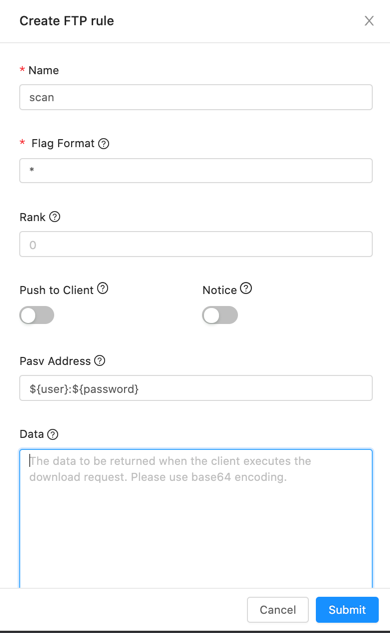 Create FTP rule
* Name
scan
* Flag Format
*
Rank
0
Push to Client
Notice
Pasv Address
${user}:${password}
Data
The data to be returned when the client executes the
download request. Please use base64 encoding.
Cancel
Submit